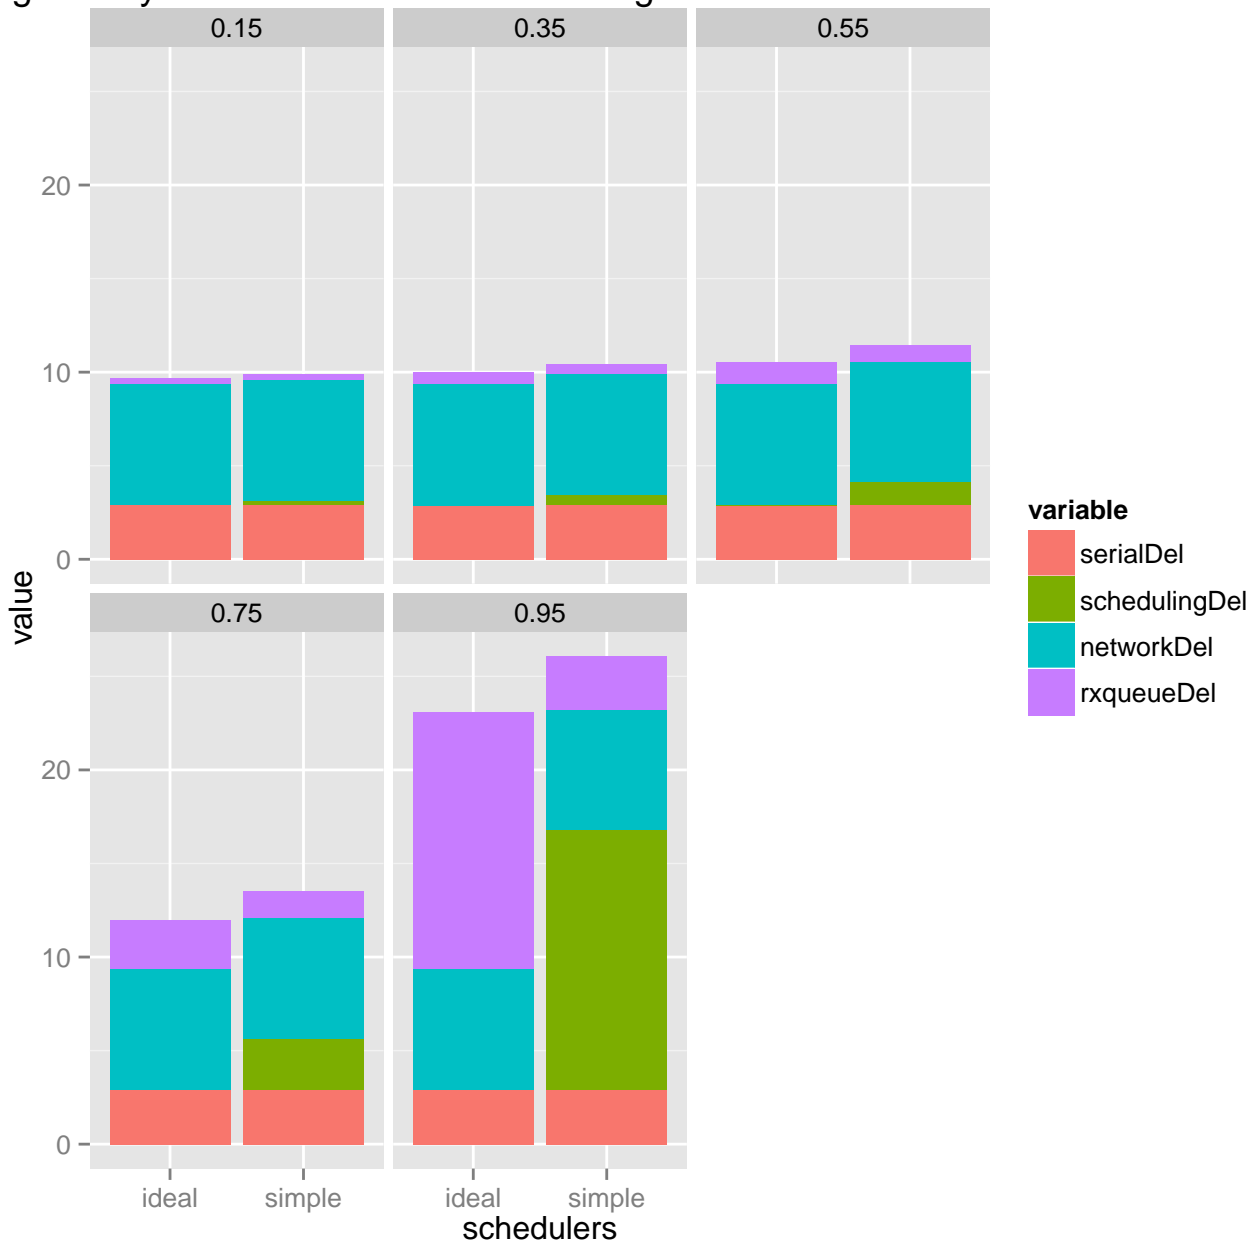 0.15 0.35 0.55
20
10
0
0.75 0.95
20
10
0
ideal simple ideal simple
schedulers
value
variable
serialDel
schedulingDel
networkDel
rxqueueDel